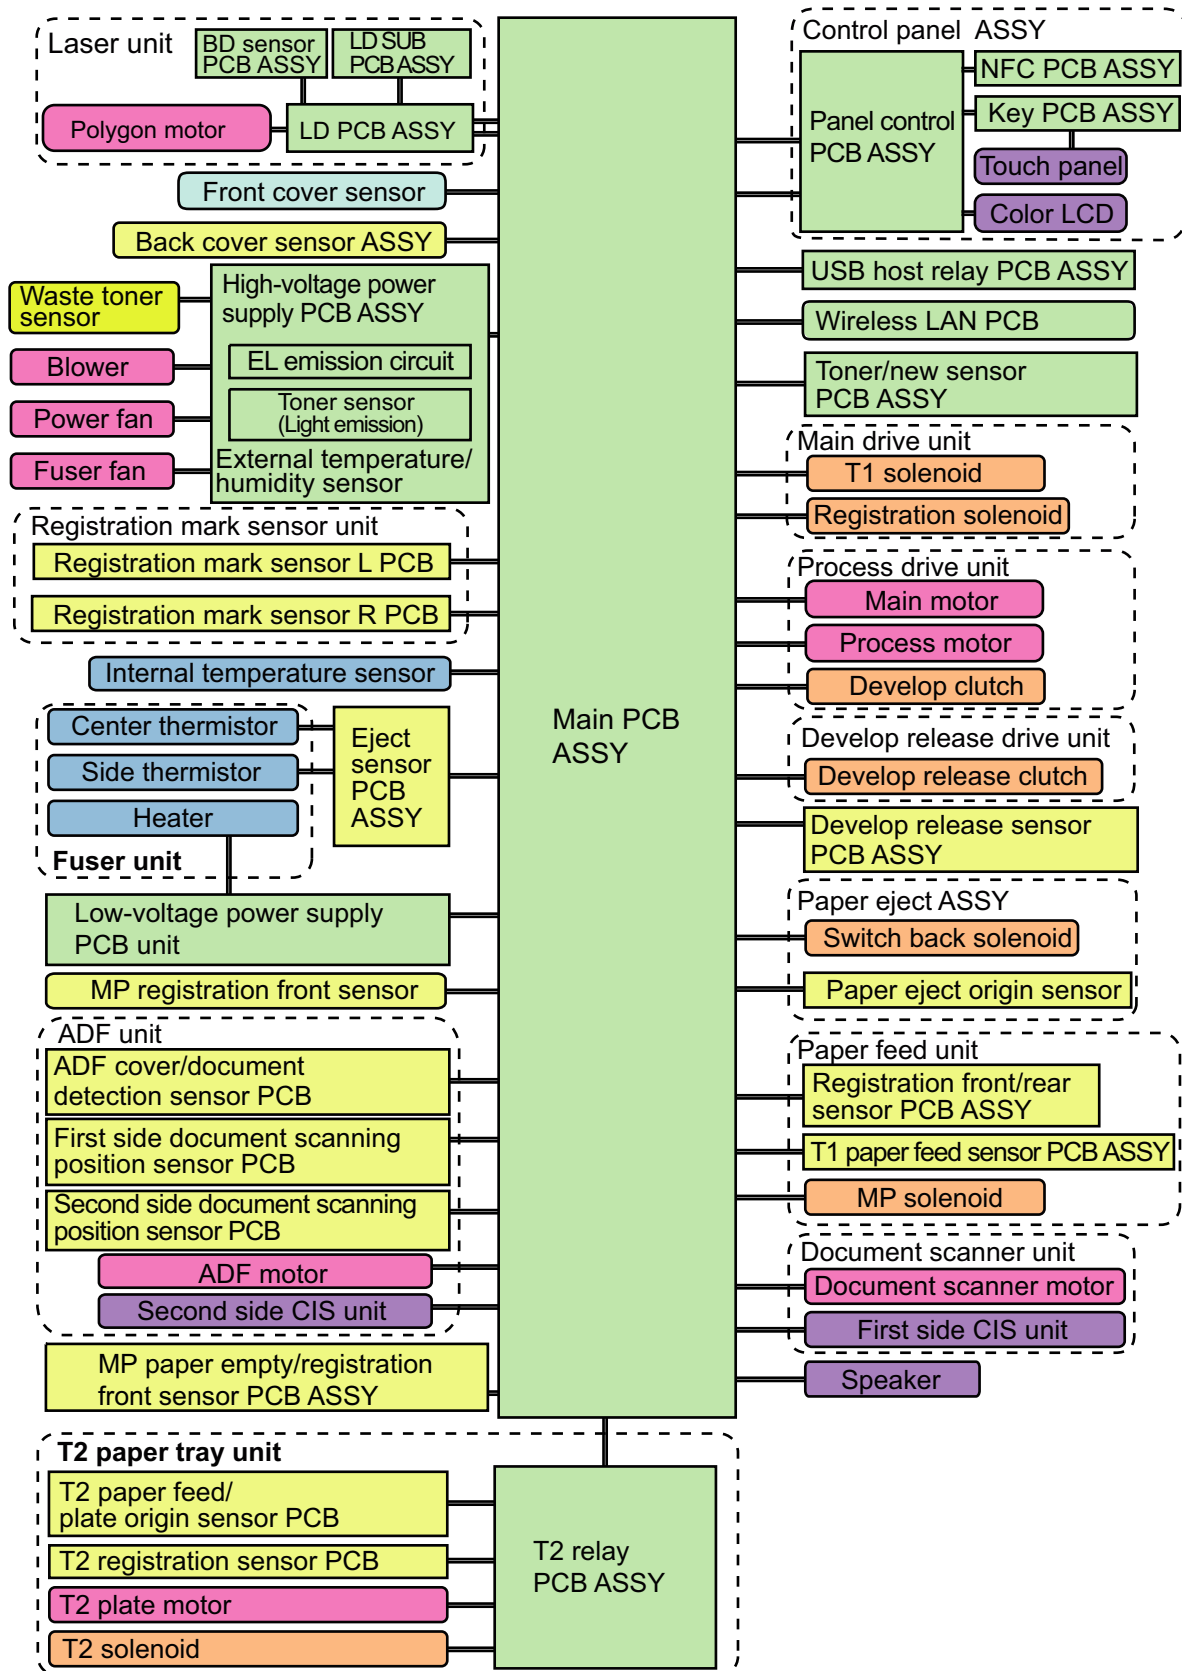 Laser unit
BD sensor
PCB ASSY
LD SUB
PCB ASSY
Polygon motor
LD PCB ASSY
Front cover sensor
Back cover sensor ASSY
Waste toner
sensor
High-voltage power
supply PCB ASSY
EL emission circuit
Toner sensor
(Light emission)
External temperature/
humidity sensor
Blower
Power fan
Fuser fan
Registration mark sensor unit
Registration mark sensor L PCB
Registration mark sensor R PCB
Internal temperature sensor
Center thermistor
Side thermistor
Heater
Fuser unit
Eject
sensor
PCB
ASSY
Low-voltage power supply
PCB unit
MP registration front sensor
ADF unit
ADF cover/document
detection sensor PCB
First side document scanning
position sensor PCB
Second side document scanning
position sensor PCB
ADF motor
Second side CIS unit
MP paper empty/registration
front sensor PCB ASSY
Main PCB
ASSY
Control panel ASSY
Panel control
PCB ASSY
NFC PCB ASSY
Key PCB ASSY
Touch panel
Color LCD
USB host relay PCB ASSY
Wireless LAN PCB
Toner/new sensor
PCB ASSY
Main drive unit
T1 solenoid
Registration solenoid
Process drive unit
Main motor
Process motor
Develop clutch
Develop release drive unit
Develop release clutch
Develop release sensor
PCB ASSY
Paper eject ASSY
Switch back solenoid
Paper eject origin sensor
Paper feed unit
Registration front/rear
sensor PCB ASSY
T1 paper feed sensor PCB ASSY
MP solenoid
Document scanner unit
Document scanner motor
First side CIS unit
Speaker
T2 paper tray unit
T2 paper feed/
plate origin sensor PCB
T2 registration sensor PCB
T2 plate motor
T2 solenoid
T2 relay
PCB ASSY